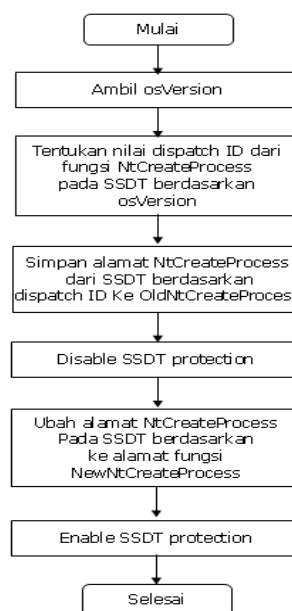 Mulai
Ambil osVersion
Tentukan nilai dispatch ID dari
fungsi NtCreateProcess
pada SSDT berdasarkan
osVersion
Simpan alamat NtCreateProcess
dari SSDT berdasarkan
dispatch ID Ke OldNtCreateProces
Disable SSDT protection
Ubah alamat NtCreateProcess
Pada SSDT berdasarkan
ke alamat fungsi
NewNtCreateProcess
Enable SSDT protection
Selesai